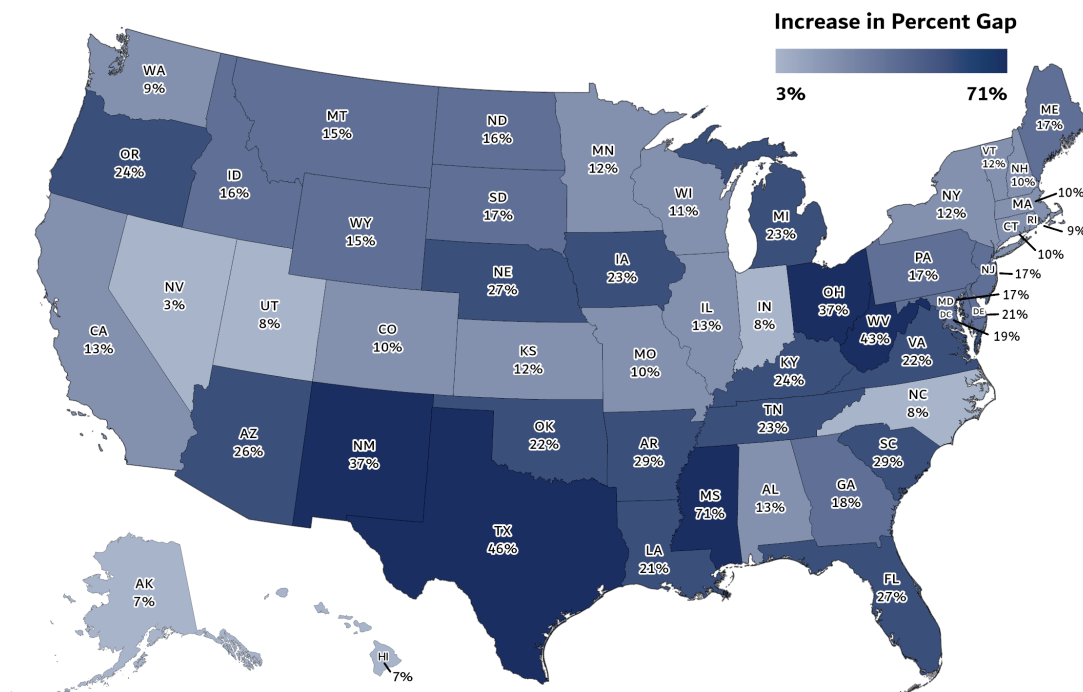 Increase in Percent Gap
3% 71%
WA
9%
MT
15%
ND
16%
MN
12%
ME
17%
VT
12%
NH
10%
OR
24%
ID
16%
SD
17%
WI
11%
MI
23%
NY
12%
MA
10%
RI
9%
CT
10%
WY
15%
NE
27%
IA
23%
PA
17%
NJ
17%
MD
17%
DE
21%
DC
19%
NV
3%
UT
8%
CO
10%
IL
13%
IN
8%
OH
37%
WV
43%
VA
22%
CA
13%
KS
12%
MO
10%
KY
24%
NC
8%
TN
23%
SC
29%
AZ
26%
NM
37%
OK
22%
AR
29%
MS
71%
AL
13%
GA
18%
TX
46%
LA
21%
FL
27%
AK
7%
HI
7%